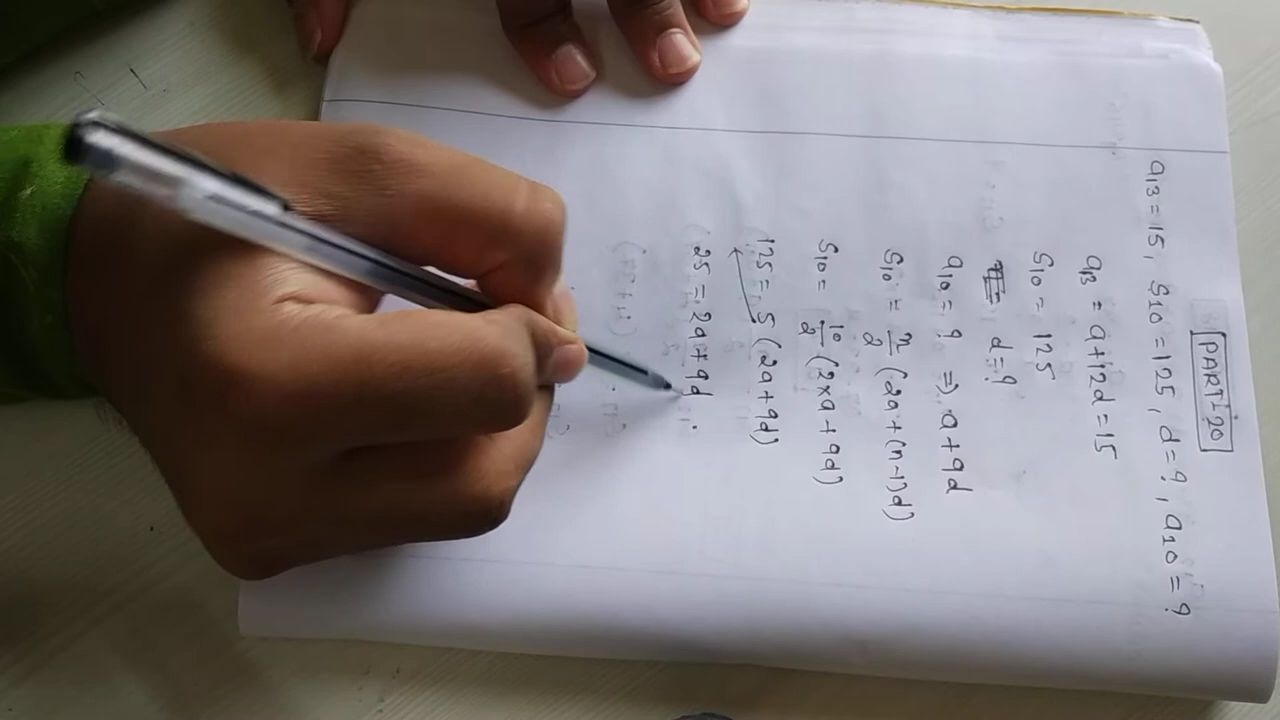 PART-20
a13 = 15, S10 = 125, d = ?, a10 = ?
a13 = a+12d = 15
S10 = 125
d = ?
a10 = ? => a+9d
S10 = n/2 (2a+(n-1)d)
S10 = 10/2 (2×a+9d)
125 = 5 (2a+9d)
25 = 2a+9d